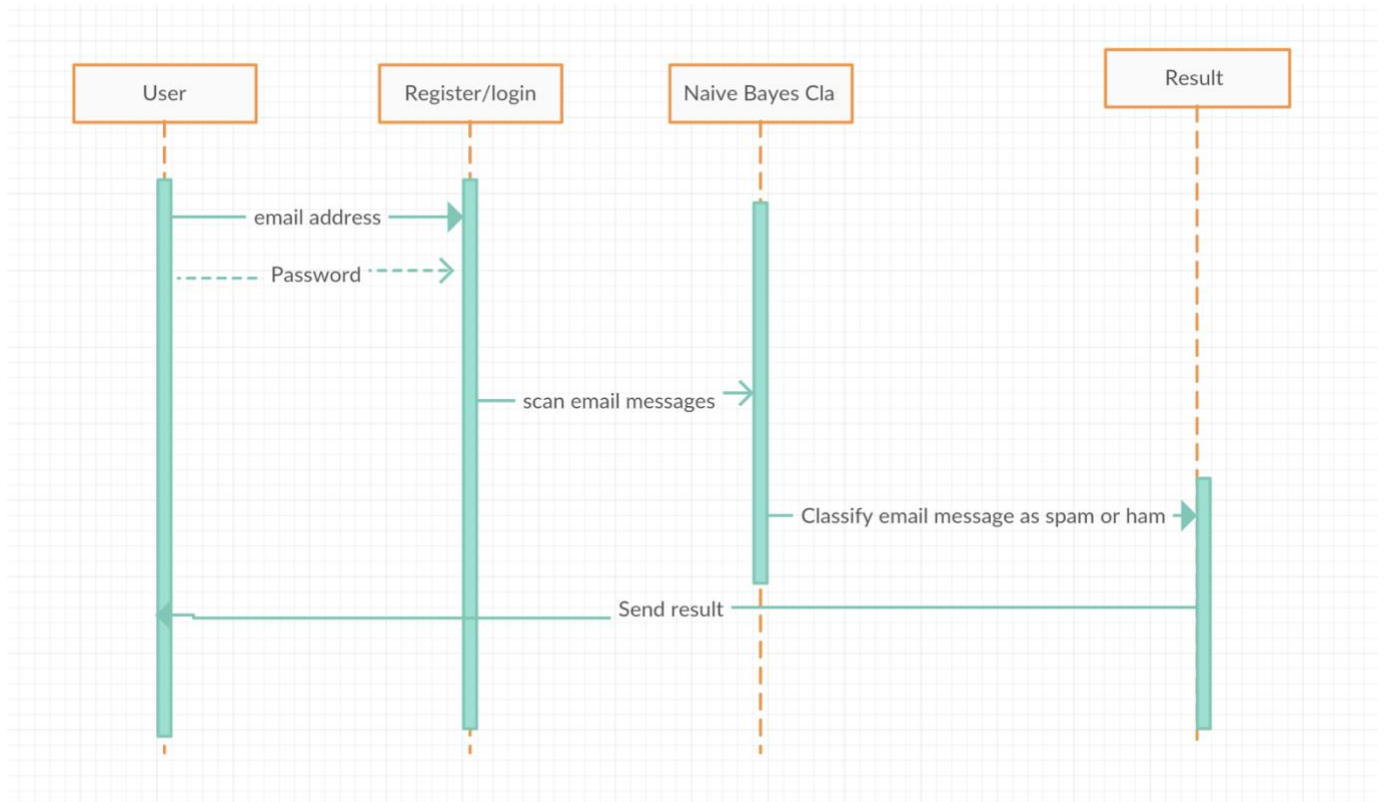 User
Register/login
Naive Bayes Cla
Result
email address
Password
scan email messages
Classify email message as spam or ham
Send result